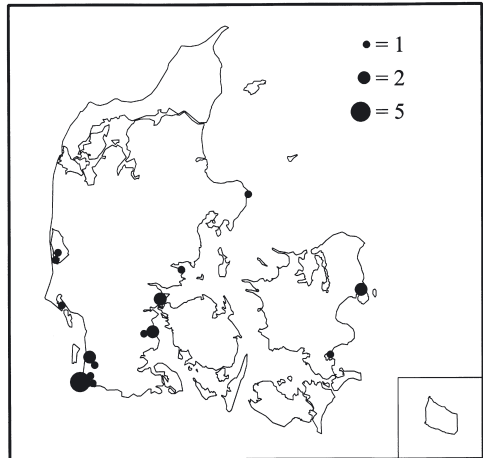 = 1
= 2
= 5